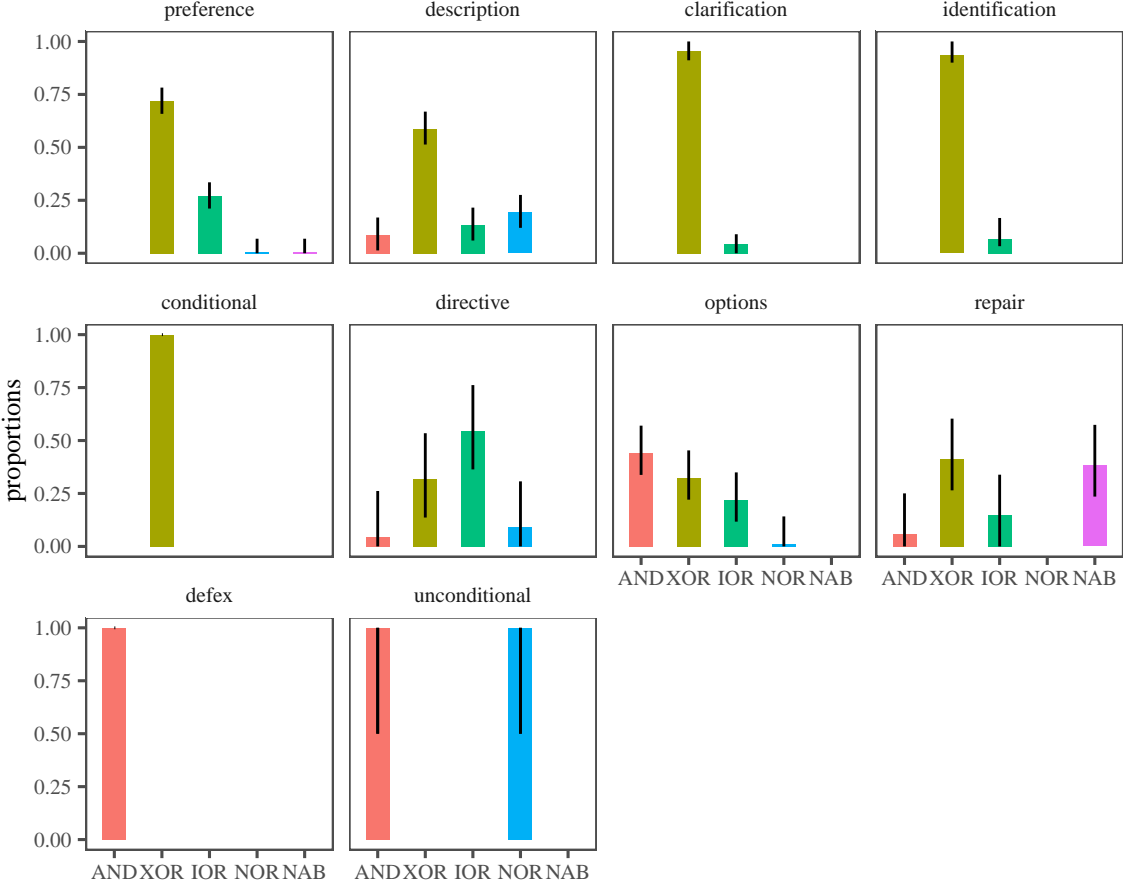 preference description clarification identification
1.00
0.75
0.50
0.25
0.00
conditional directive options repair
proportions
1.00
0.75
0.50
0.25
0.00
AND XOR IOR NOR NAB AND XOR IOR NOR NAB
defex unconditional
1.00
0.75
0.50
0.25
0.00
AND XOR IOR NOR NAB AND XOR IOR NOR NAB